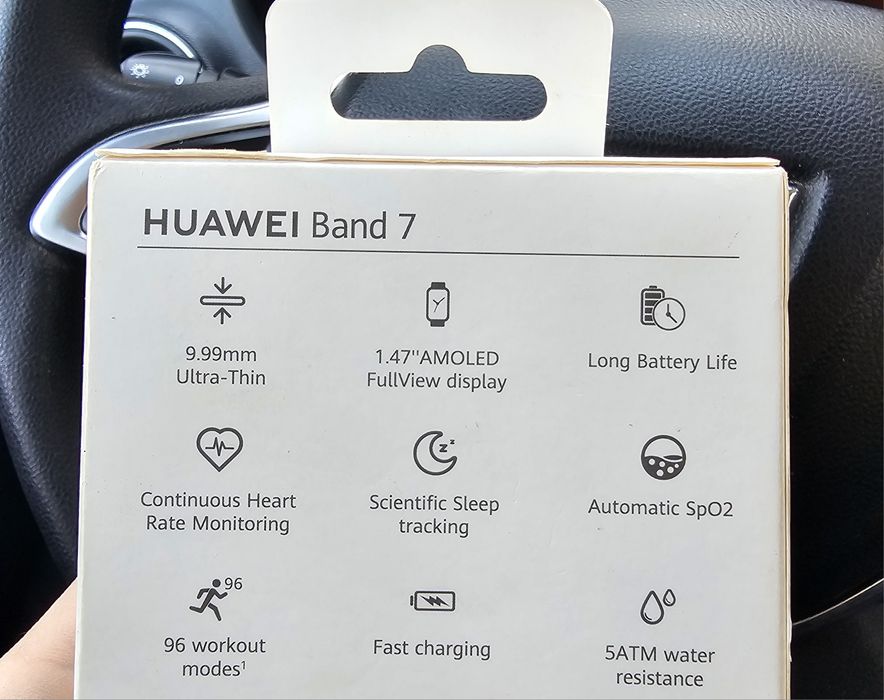 HUAWEI Band 7
9.99mm
Ultra-Thin
1.47''AMOLED
FullView display
Long Battery Life
Continuous Heart
Rate Monitoring
z z
Scientific Sleep
tracking
Automatic SpO2
96
96 workout
modes¹
Fast charging
5ATM water
resistance